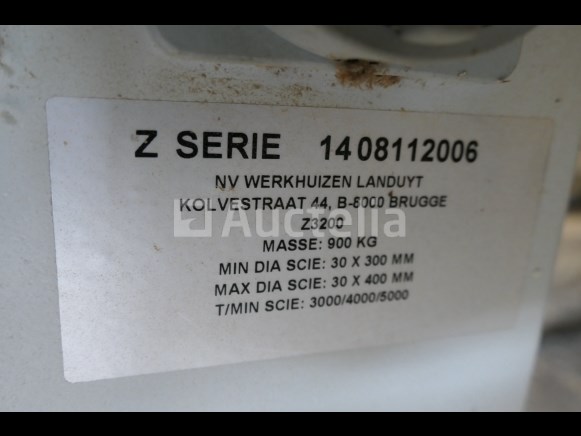 Z SERIE 1408112006
NV WERKHUIZEN LANDUYT
KOLVESTRAAT 44, B-8000 BRUGGE
Z3200
MASSE: 900 KG
MIN DIA SCIE: 30 X 300 MM
MAX DIA SCIE: 30 X 400 MM
T/MIN SCIE: 3000/4000/5000
Auctelia